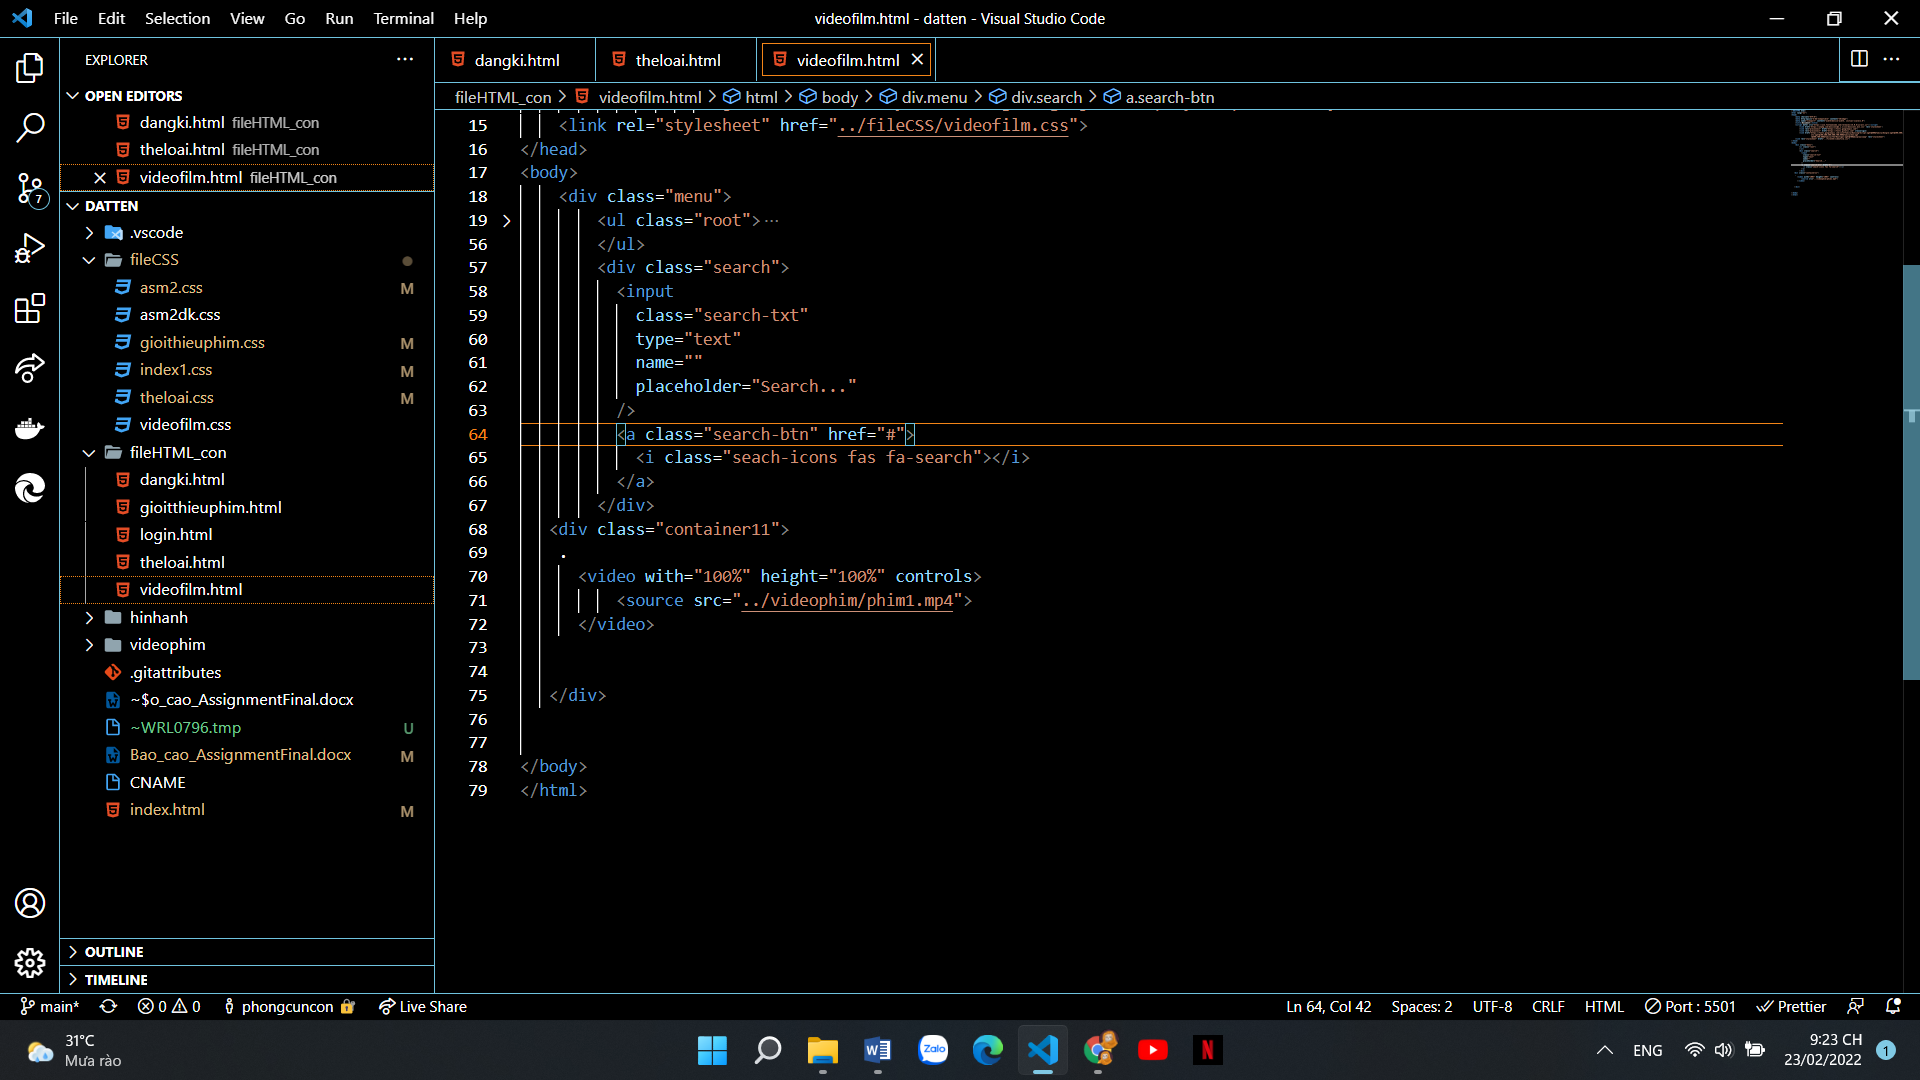 File Edit Selection View Go Run Terminal Help
videofilm.html - datten - Visual Studio Code
EXPLORER
OPEN EDITORS
dangki.html fileHTML_con
theloai.html fileHTML_con
videofilm.html fileHTML_con
DATTEN
.vscode
fileCSS
asm2.css M
asm2dk.css
gioithieuphim.css M
index1.css M
theloai.css M
videofilm.css
fileHTML_con
dangki.html
gioitthieuphim.html
login.html
theloai.html
videofilm.html
hinhanh
videophim
.gitattributes
~$o_cao_AssignmentFinal.docx
~WRL0796.tmp U
Bao_cao_AssignmentFinal.docx M
CNAME
index.html M
OUTLINE
TIMELINE
7
dangki.html theloai.html videofilm.html
fileHTML_con > videofilm.html > html > body > div.menu > div.search > a.search-btn
15 <link rel="stylesheet" href="../fileCSS/videofilm.css">
16 </head>
17 <body>
18 <div class="menu">
19 <ul class="root">...
56 </ul>
57 <div class="search">
58 <input
59 class="search-txt"
60 type="text"
61 name=""
62 placeholder="Search..."
63 />
64 <a class="search-btn" href="#">
65 <i class="seach-icons fas fa-search"></i>
66 </a>
67 </div>
68 <div class="container11">
69 .
70 <video with="100%" height="100%" controls>
71 <source src="../videophim/phim1.mp4">
72 </video>
73
74
75 </div>
76
77
78 </body>
79 </html>
main* 0 0 phongcuncon Live Share
Ln 64, Col 42 Spaces: 2 UTF-8 CRLF HTML Port : 5501 Prettier
31°C
Mưa rào
Zalo
ENG
9:23 CH
23/02/2022
1